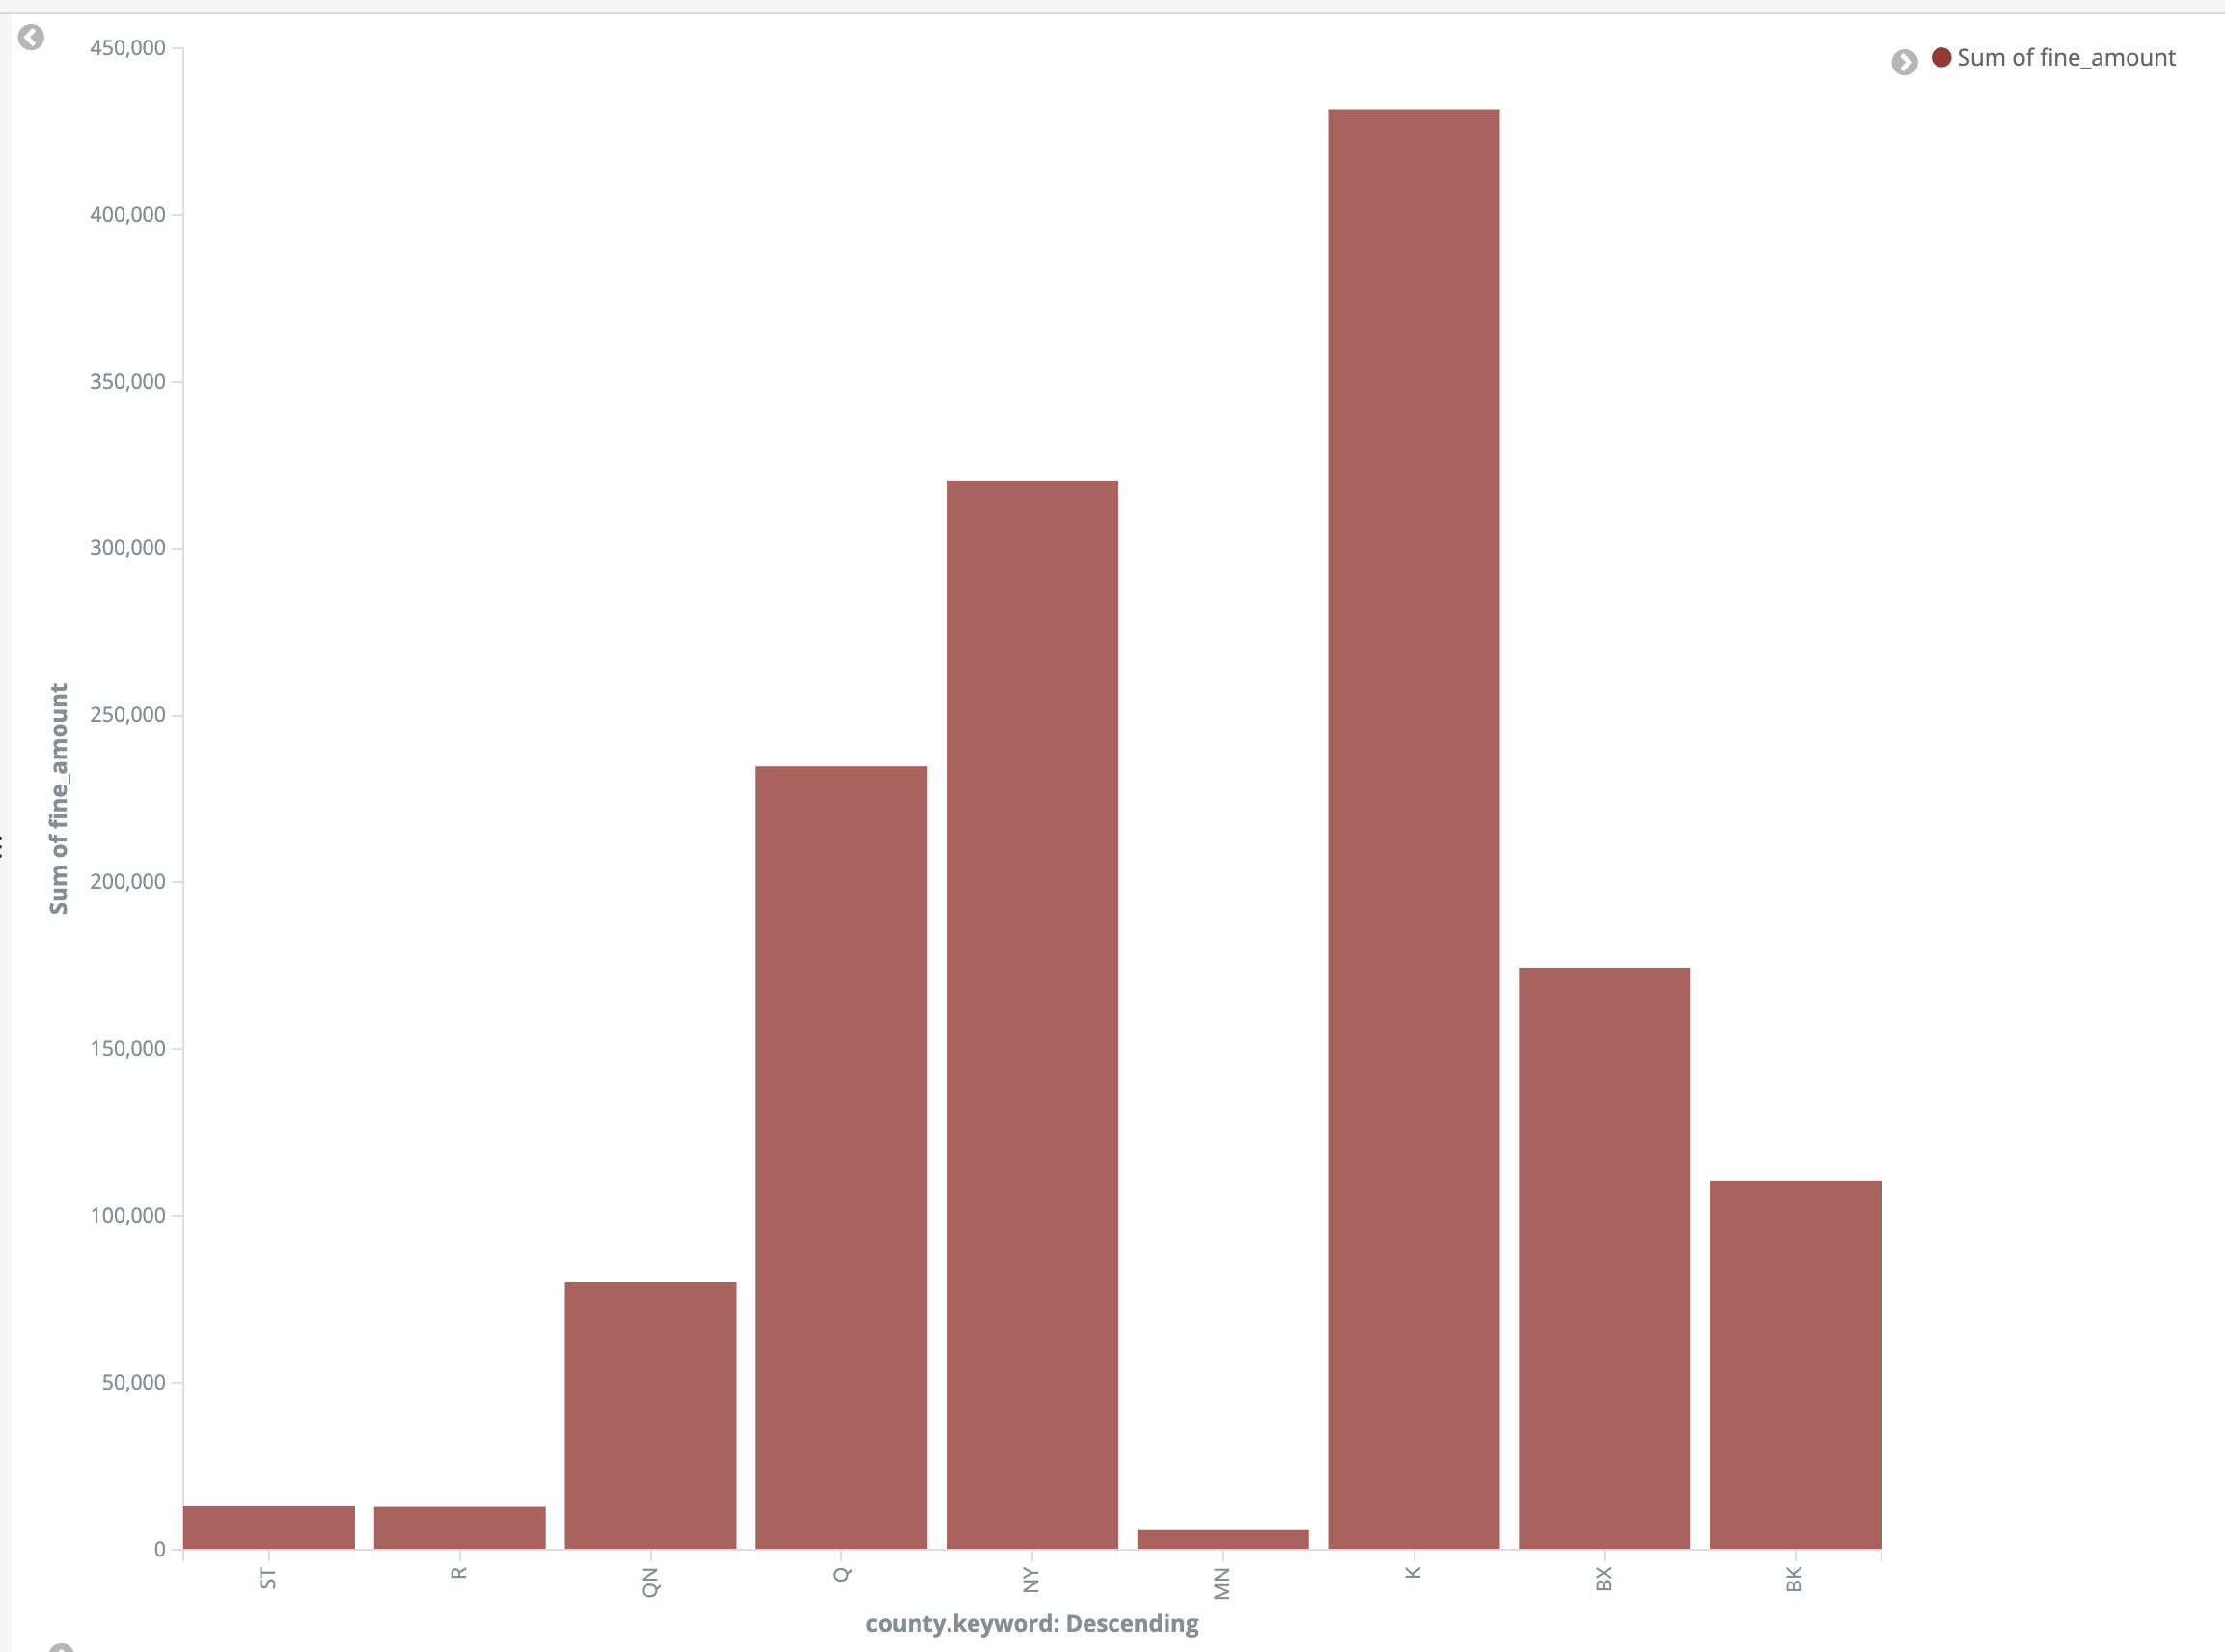 Sum of fine_amount
450,000
400,000
350,000
300,000
250,000
200,000
150,000
100,000
50,000
0
Sum of fine_amount
ST
R
QN
Q
NY
MN
K
BX
BK
county.keyword: Descending